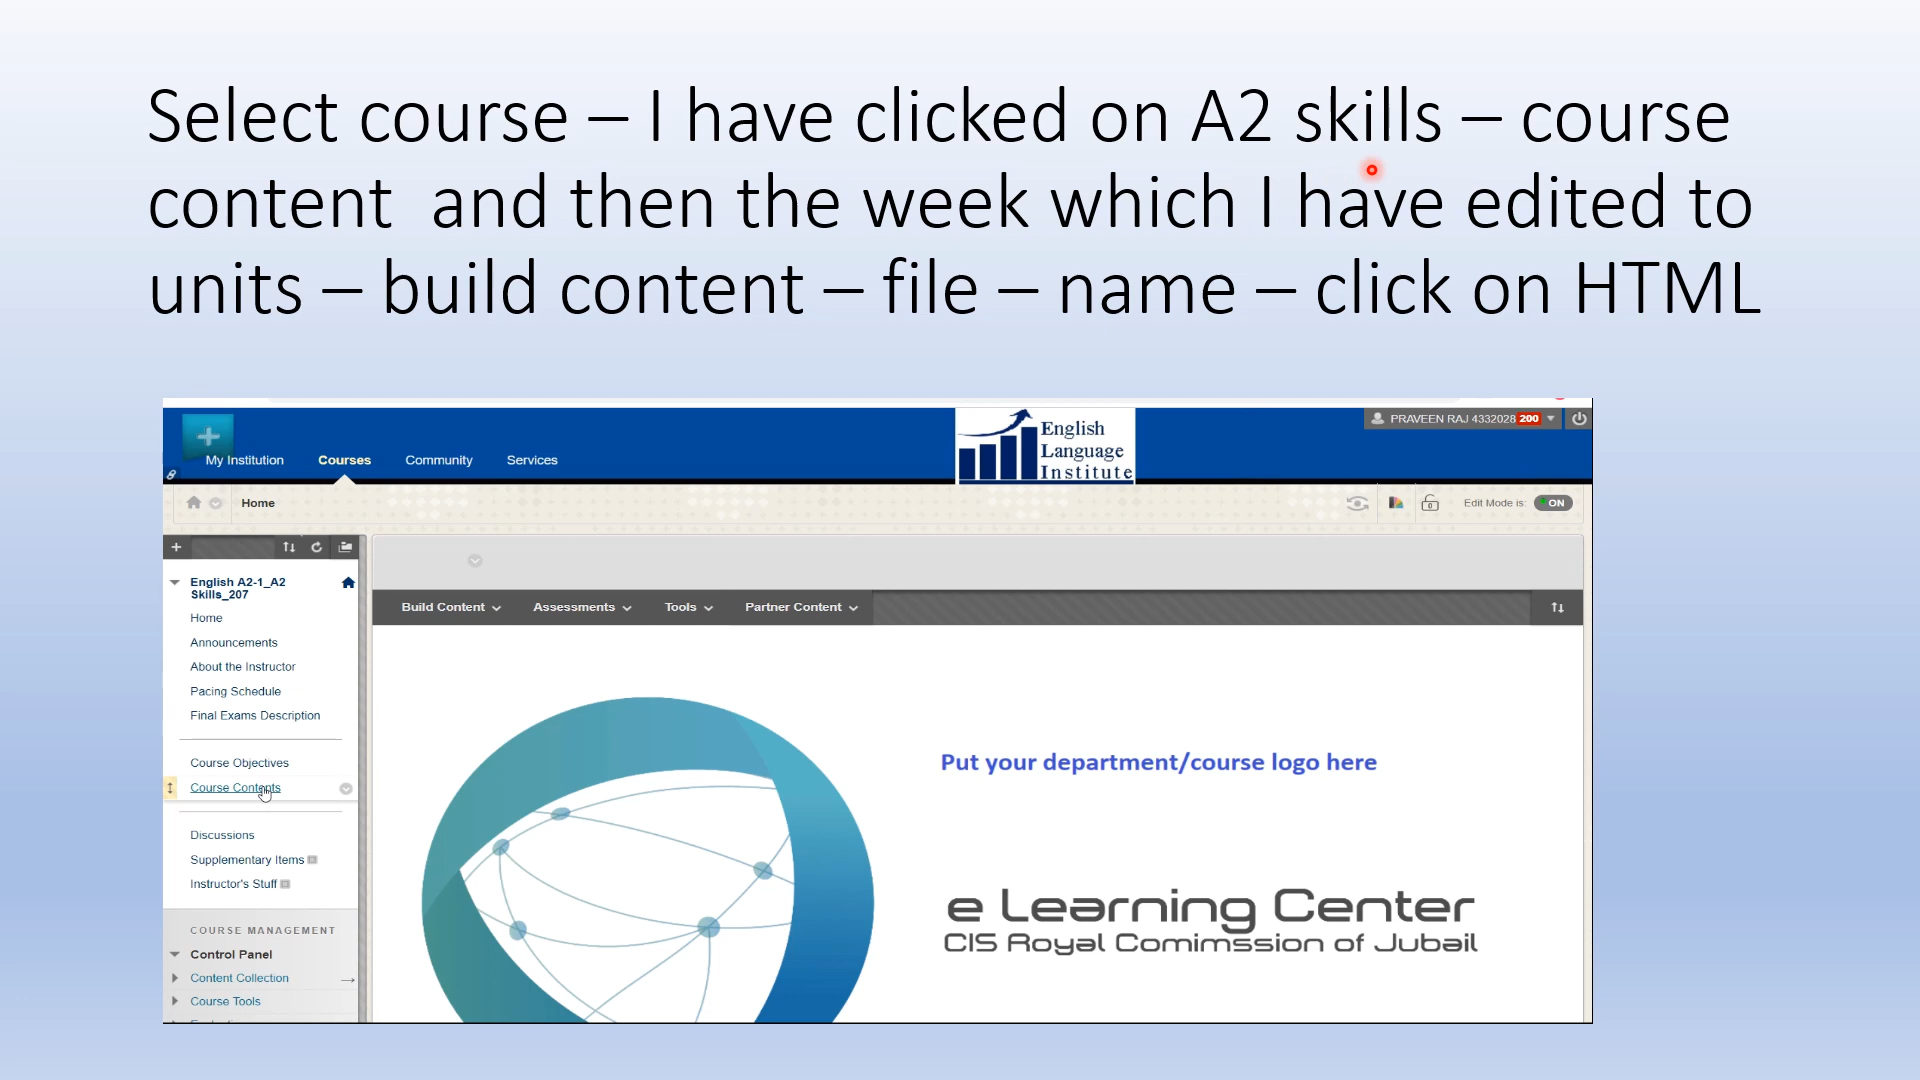 Select course – I have clicked on A2 skills – course
content and then the week which I have edited to
units – build content – file – name – click on HTML
English
Language
Institute
PRAVEEN RAJ 4332028 200
My Institution Courses Community Services
Home
Edit Mode is: ON
English A2-1_A2
Skills_207
Home
Announcements
About the Instructor
Pacing Schedule
Final Exams Description
Course Objectives
Course Contents
Discussions
Supplementary Items
Instructor's Stuff
COURSE MANAGEMENT
Control Panel
Content Collection
Course Tools
Build Content Assessments Tools Partner Content
Put your department/course logo here
e Learning Center
CIS Royal Comimssion of Jubail